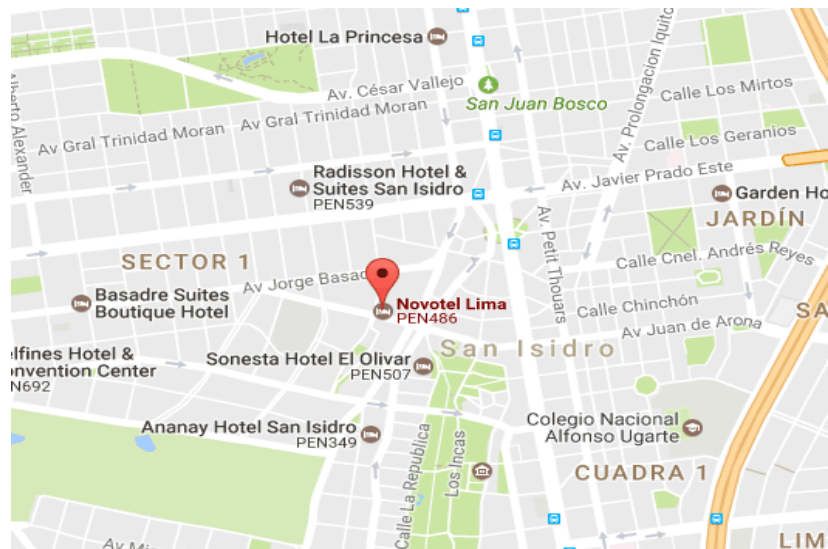 Hotel La Princesa
Av. César Vallejo
San Juan Bosco
Av. Prolongacion Iquito
Calle Los Mirtos
Alberto Alexander
Av Gral Trinidad Moran
Av Gral Trinidad Moran
Calle Los Geranios
Radisson Hotel &
Suites San Isidro
PEN539
Av. Javier Prado Este
Garden Ho
JARDÍN
Av. Petit Thouars
SECTOR 1
Calle Cnel. Andrés Reyes
Av Jorge Basad
Basadre Suites
Boutique Hotel
Novotel Lima
PEN486
Calle Chinchón
SA
Av Juan de Arona
San Isidro
elfines Hotel &
onvention Center
N692
Sonesta Hotel El Olivar
PEN507
Ananay Hotel San Isidro
PEN349
Colegio Nacional
Alfonso Ugarte
Calle La Republica
Los Incas
CUADRA 1
LIM